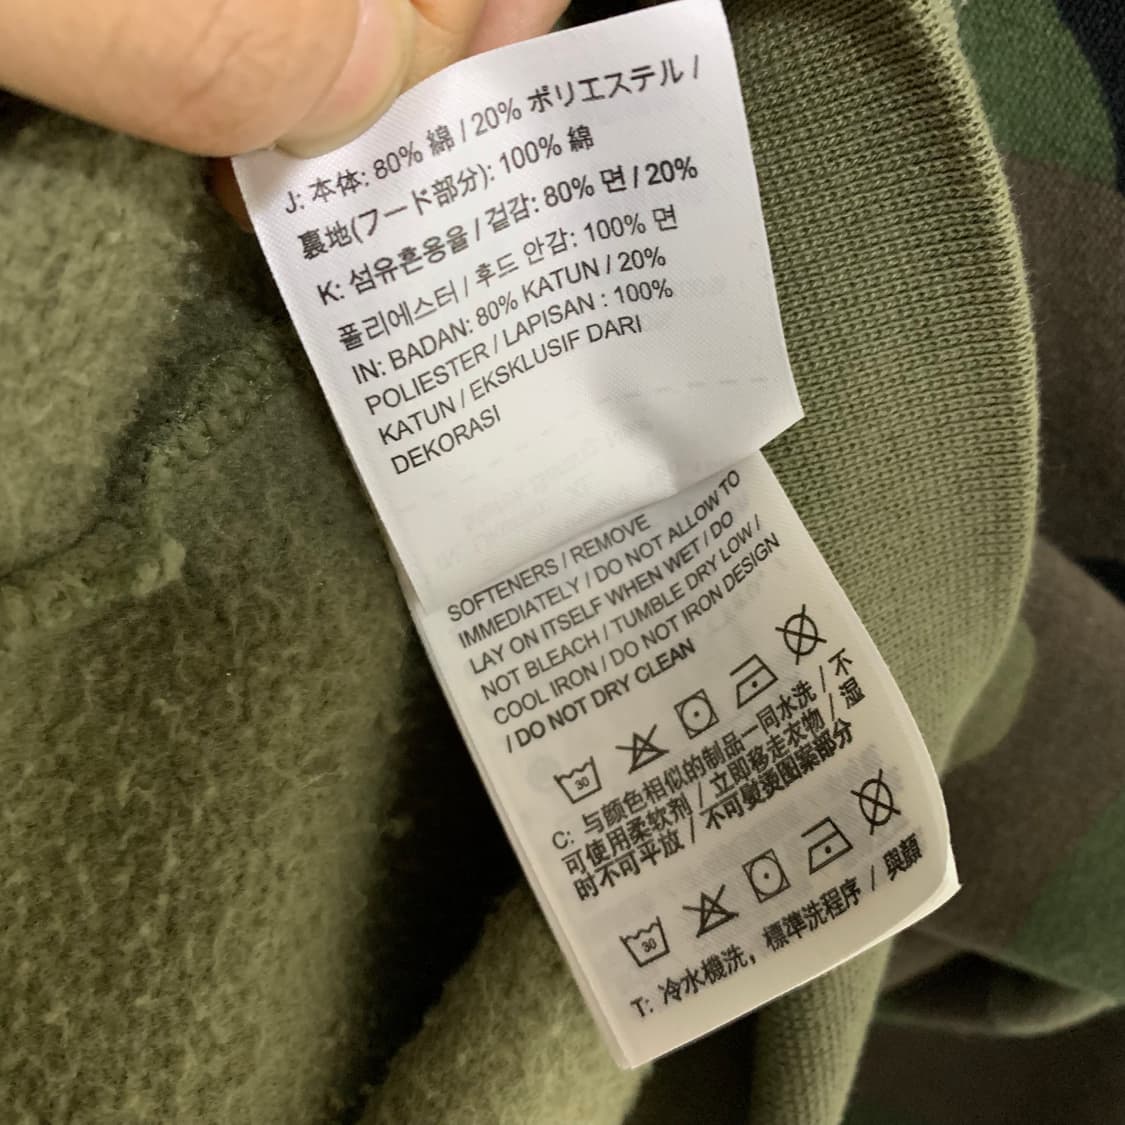 J: 本体: 80% 綿 / 20% ポリエステル /
裏地(フード部分): 100% 綿
K: 섬유혼용율 / 겉감: 80% 면 / 20%
폴리에스터 / 후드 안감: 100% 면
IN: BADAN: 80% KATUN / 20%
POLIESTER / LAPISAN : 100%
KATUN / EKSKLUSIF DARI
DEKORASI
SOFTENERS / REMOVE
IMMEDIATELY / DO NOT ALLOW TO
LAY ON ITSELF WHEN WET / DO
NOT BLEACH / TUMBLE DRY LOW /
COOL IRON / DO NOT IRON DESIGN
/ DO NOT DRY CLEAN
30
C: 与颜色相似的制品一同水洗 / 不
可使用柔软剂 / 立即移走衣物 / 湿
时不可平放 / 不可熨烫图案部分
30
T: 冷水機洗，標準洗程序 / 與顏